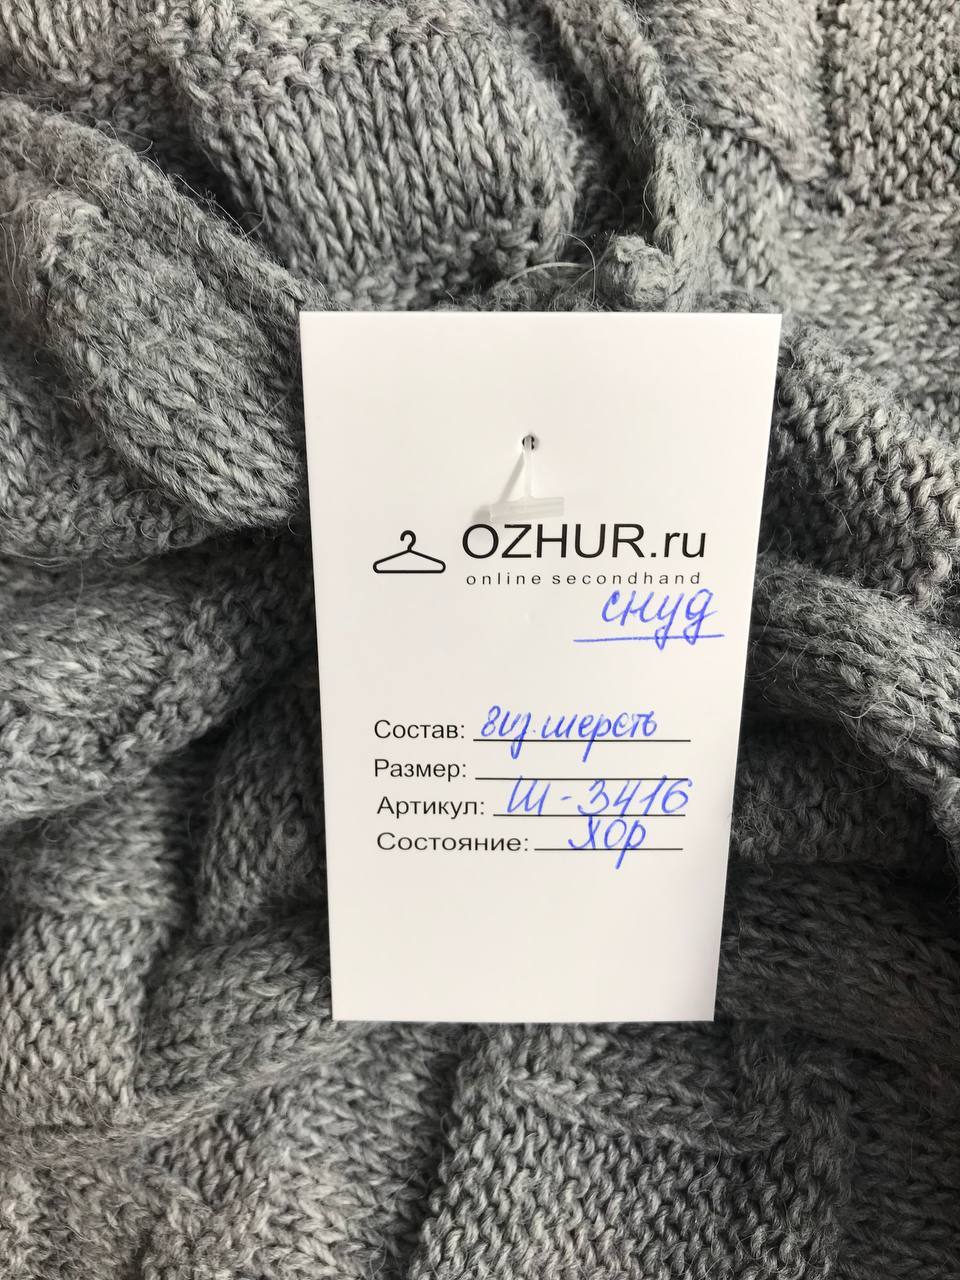 OZHUR.ru
online secondhand
снуд
Состав: виз. шерсть
Размер:
Артикул: Ш-3416
Состояние: хор